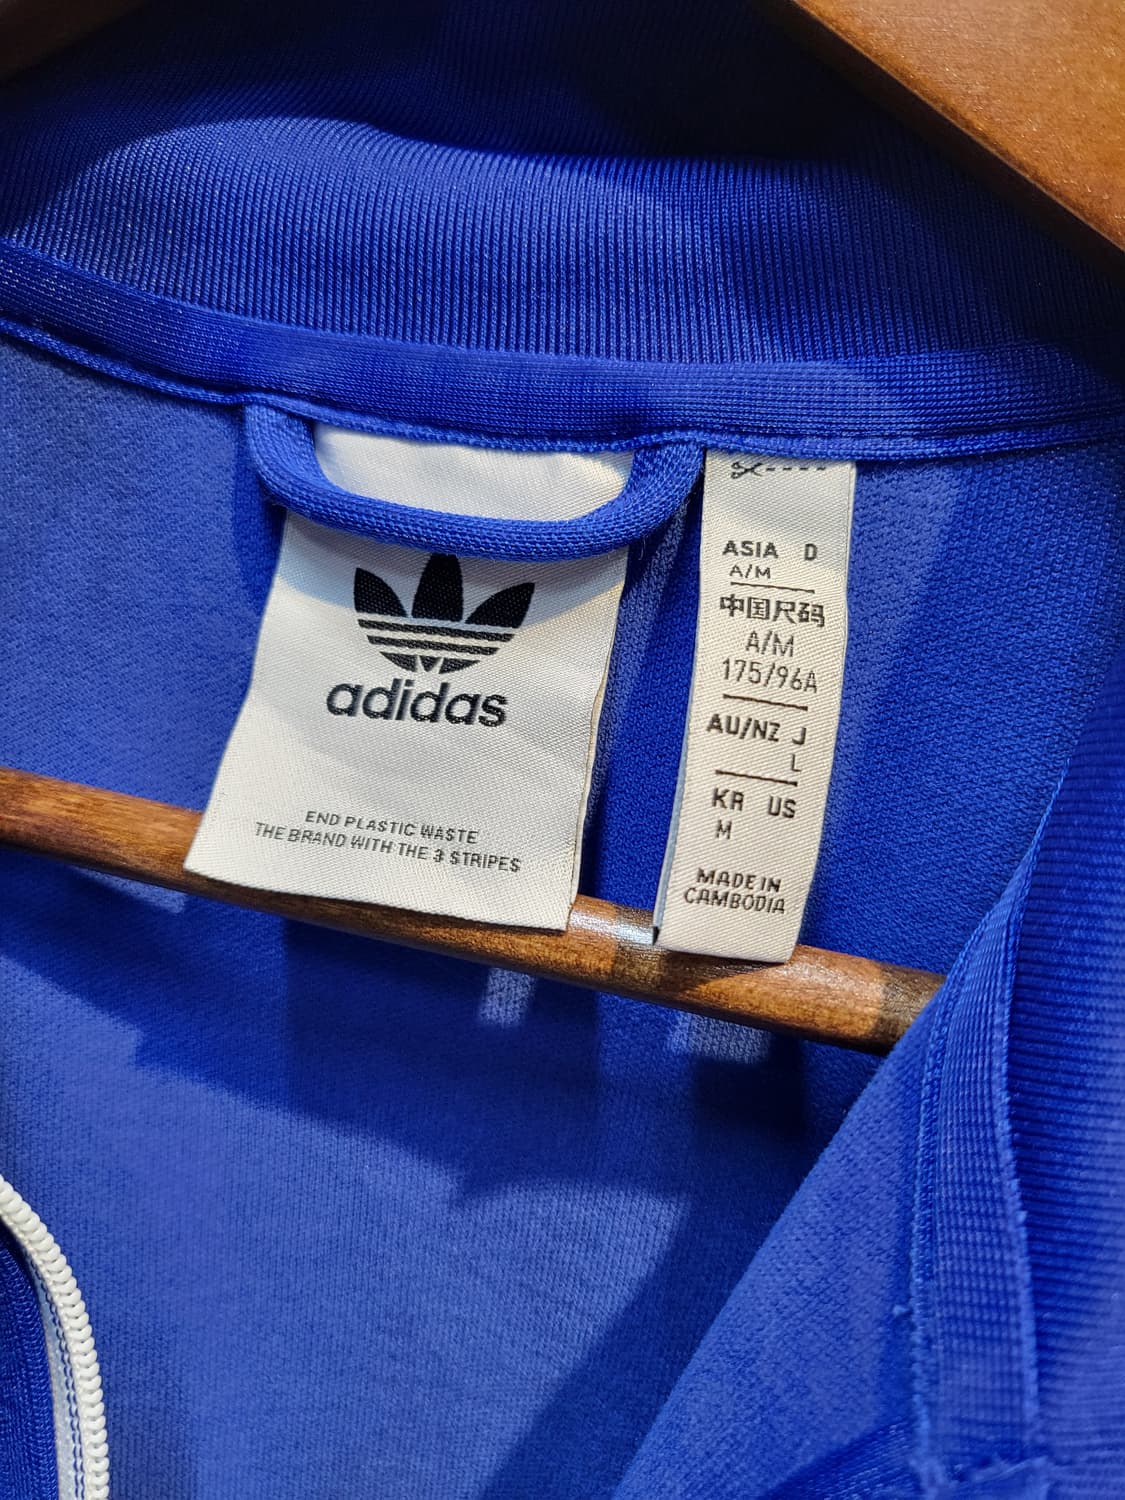 adidas
END PLASTIC WASTE
THE BRAND WITH THE 3 STRIPES
ASIA D
A/M
中国尺码
A/M
175/96A
AU/NZ J
L
KR US
M
MADE IN
CAMBODIA